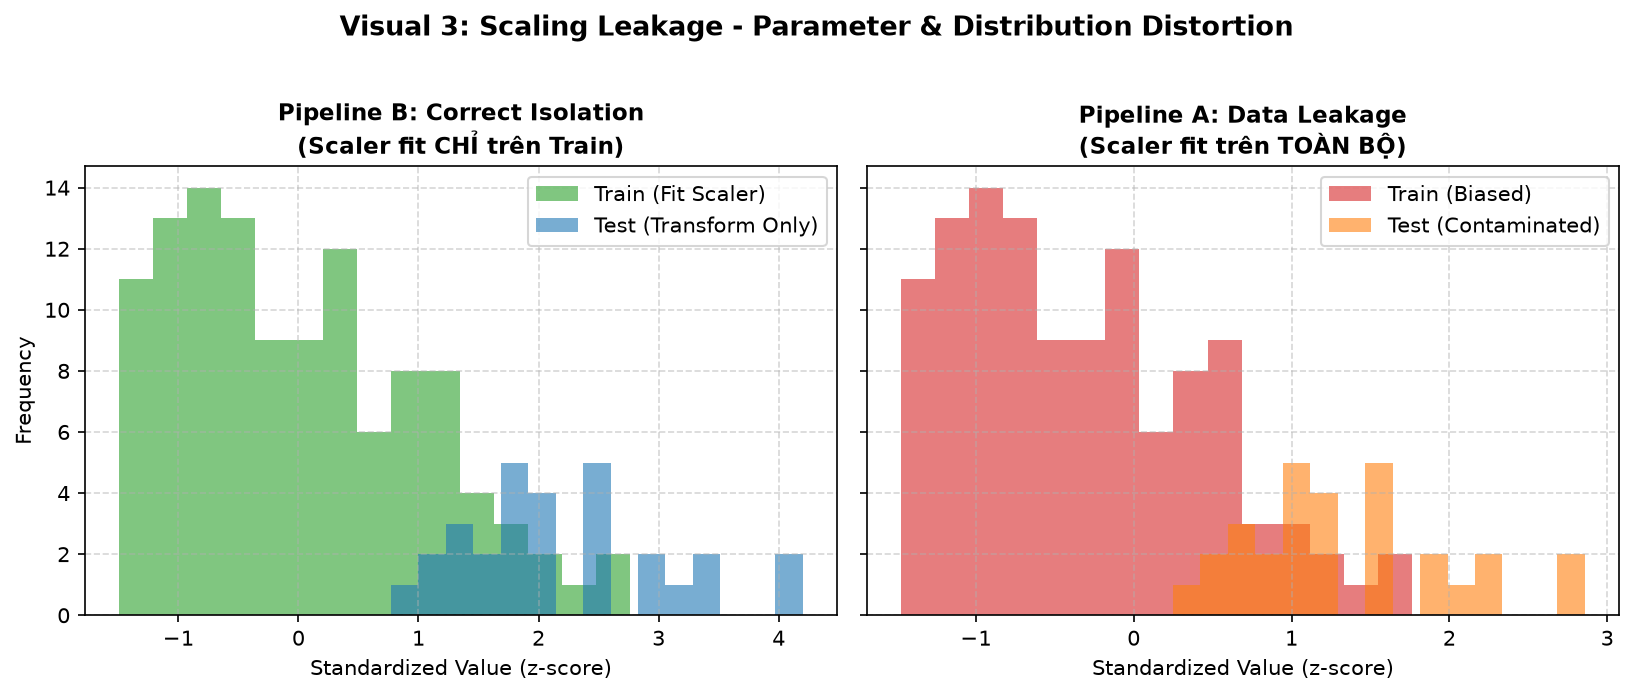 Visual 3: Scaling Leakage - Parameter & Distribution Distortion
Pipeline B: Correct Isolation
(Scaler fit CHỈ trên Train)
Train (Fit Scaler)
Test (Transform Only)
Frequency
14
12
10
8
6
4
2
0
−1
0
1
2
3
4
Standardized Value (z-score)
Pipeline A: Data Leakage
(Scaler fit trên TOÀN BỘ)
Train (Biased)
Test (Contaminated)
−1
0
1
2
3
Standardized Value (z-score)